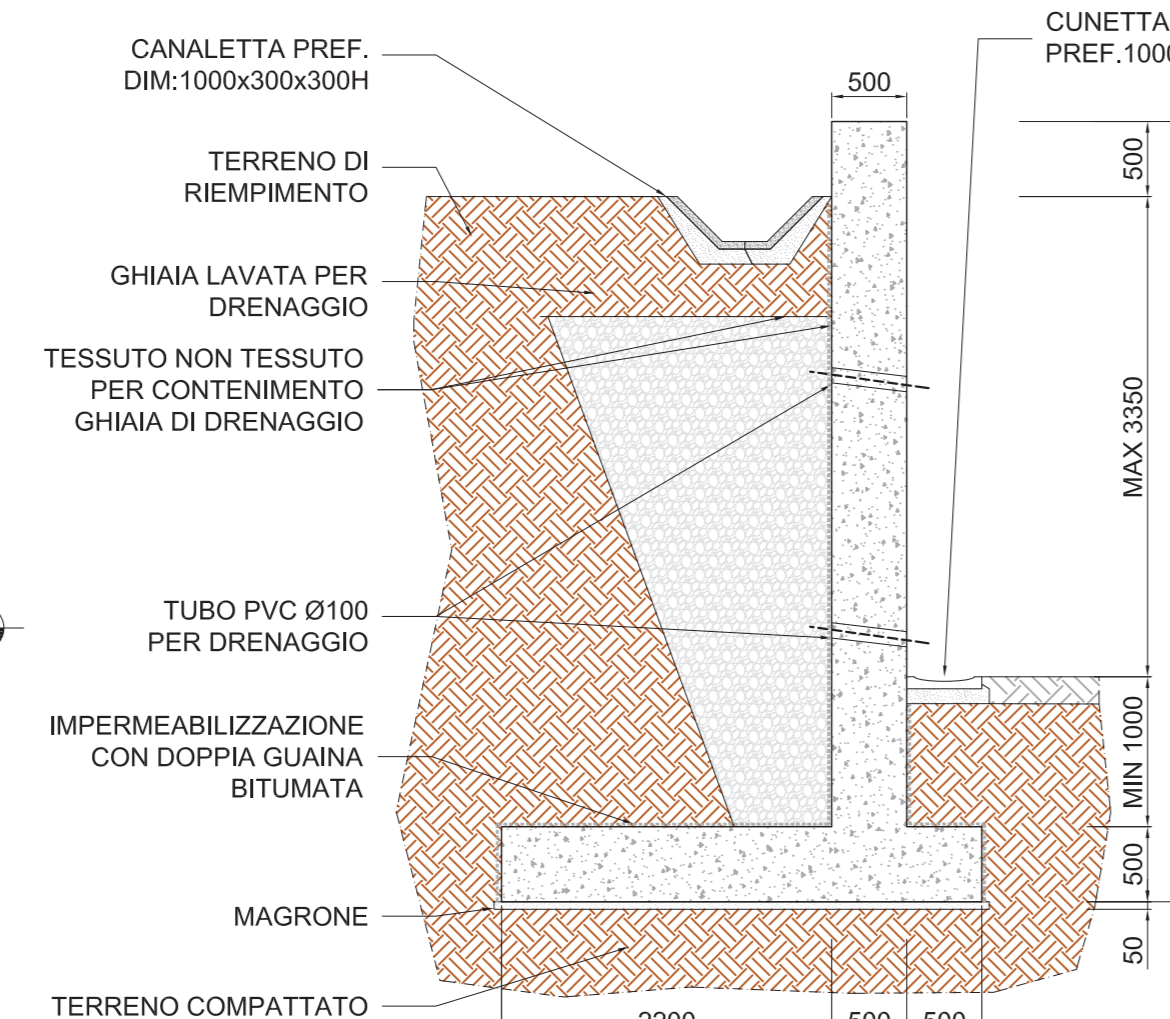 CANALETTA PREF.
DIM:1000x300x300H
TERRENO DI
RIEMPIMENTO
GHIAIA LAVATA PER
DRENAGGIO
TESSUTO NON TESSUTO
PER CONTENIMENTO
GHIAIA DI DRENAGGIO
TUBO PVC Ø100
PER DRENAGGIO
IMPERMEABILIZZAZIONE
CON DOPPIA GUAINA
BITUMATA
MAGRONE
TERRENO COMPATTATO
CUNETTA
PREF.1000
500
500
MAX 3350
MIN 1000
500
50
500
500